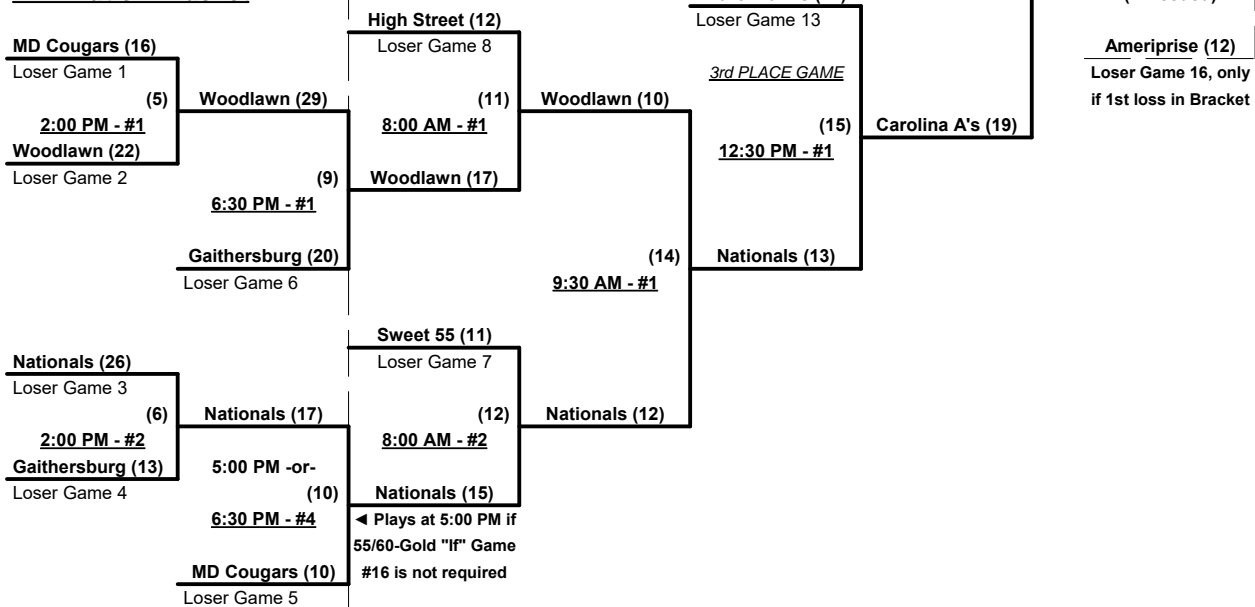 High Street (12)
Loser Game 13
Loser Game 8
MD Cougars (16)
Ameriprise (12)
Loser Game 1
3rd PLACE GAME
Loser Game 16, only
(5)
Woodlawn (29)
(11)
Woodlawn (10)
if 1st loss in Bracket
2:00 PM - #1
8:00 AM - #1
(15)
Carolina A's (19)
Woodlawn (22)
12:30 PM - #1
Loser Game 2
(9)
Woodlawn (17)
6:30 PM - #1
Gaithersburg (20)
(14)
Nationals (13)
Loser Game 6
9:30 AM - #1
Sweet 55 (11)
Nationals (26)
Loser Game 7
Loser Game 3
(6)
Nationals (17)
(12)
Nationals (12)
2:00 PM - #2
8:00 AM - #2
Gaithersburg (13)
5:00 PM -or-
Loser Game 4
(10)
Nationals (15)
6:30 PM - #4
◄ Plays at 5:00 PM if
55/60-Gold "If" Game
MD Cougars (10)
#16 is not required
Loser Game 5